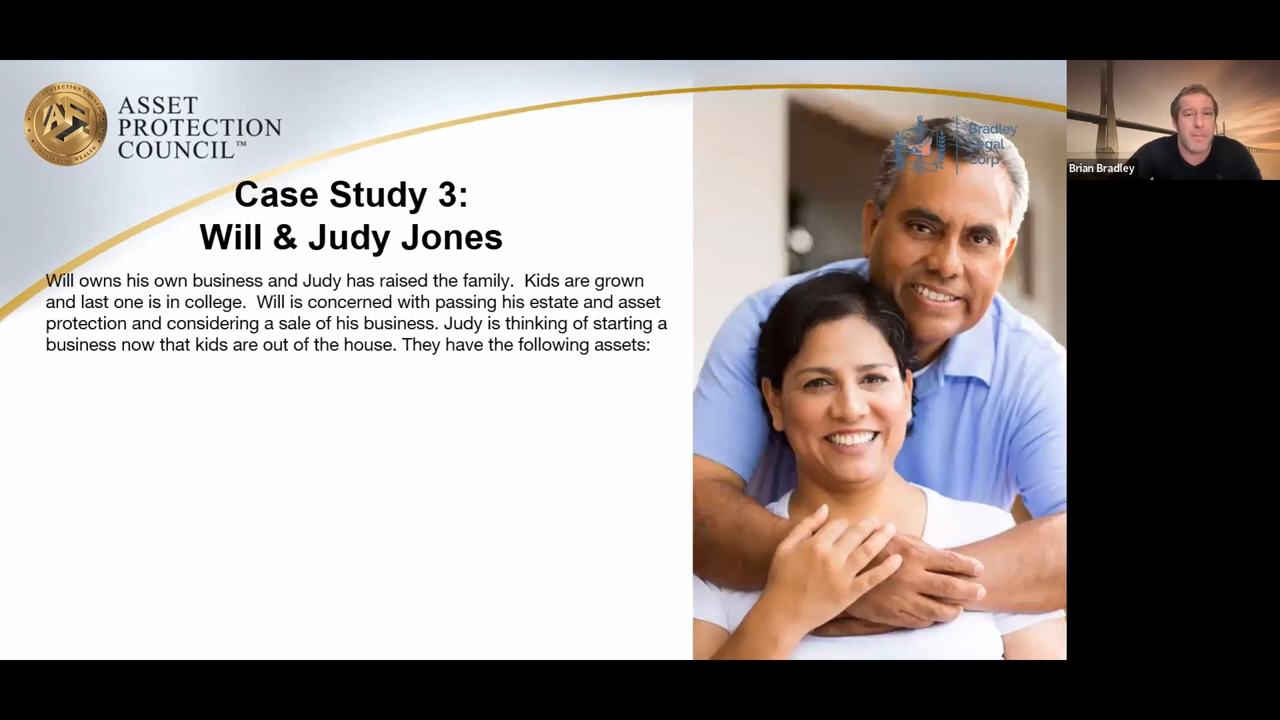 ASSET
PROTECTION
COUNCIL™
Bradley
Legal
Corp
Brian Bradley
Case Study 3:
Will & Judy Jones
Will owns his own business and Judy has raised the family.  Kids are grown
and last one is in college.  Will is concerned with passing his estate and asset
protection and considering a sale of his business. Judy is thinking of starting a
business now that kids are out of the house. They have the following assets: